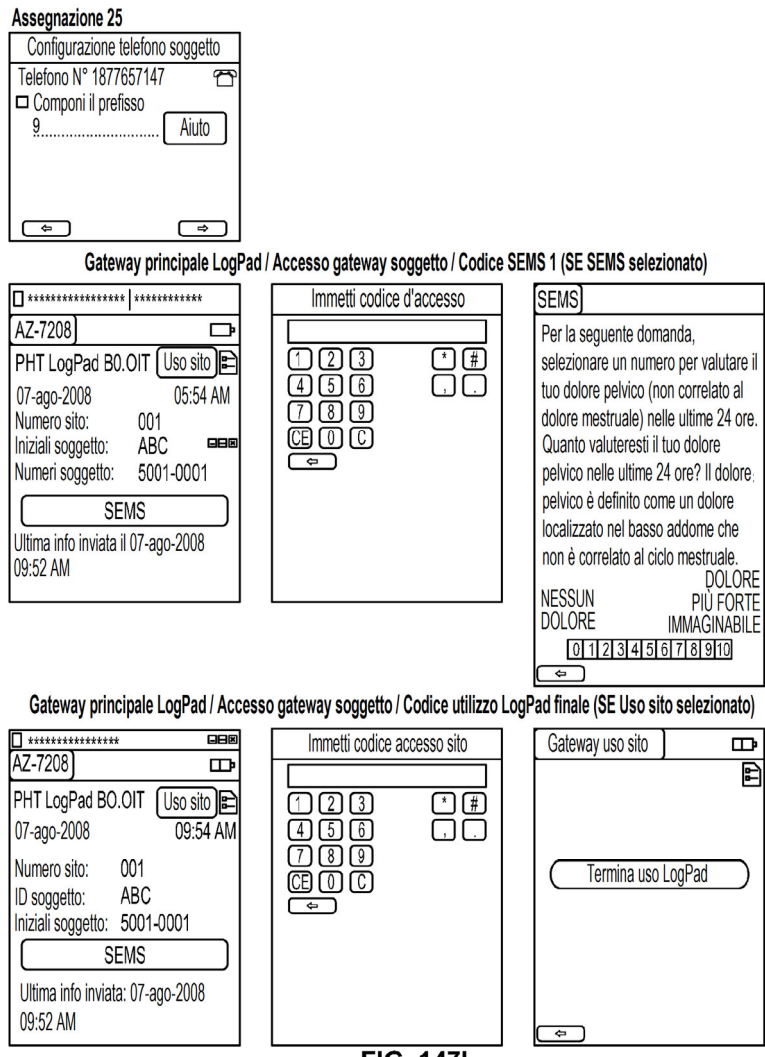 Assegnazione 25
Configurazione telefono soggetto
Telefono N° 1877657147
Componi il prefisso
9............................. Aiuto
Gateway principale LogPad / Accesso gateway soggetto / Codice SEMS 1 (SE SEMS selezionato)
***************** ************
AZ-7208
PHT LogPad B0.OIT Uso sito
07-ago-2008 05:54 AM
Numero sito: 001
Iniziali soggetto: ABC
Numeri soggetto: 5001-0001
SEMS
Ultima info inviata il 07-ago-2008
09:52 AM
Immetti codice d'accesso
1 2 3 * #
4 5 6 , .
7 8 9
CE 0 C
SEMS
Per la seguente domanda,
selezionare un numero per valutare il
tuo dolore pelvico (non correlato al
dolore mestruale) nelle ultime 24 ore.
Quanto valuteresti il tuo dolore
pelvico nelle ultime 24 ore? Il dolore
pelvico è definito come un dolore
localizzato nel basso addome che
non è correlato al ciclo mestruale.
NESSUN DOLORE
DOLORE PIÙ FORTE IMMAGINABILE
0 1 2 3 4 5 6 7 8 9 10
Gateway principale LogPad / Accesso gateway soggetto / Codice utilizzo LogPad finale (SE Uso sito selezionato)
****************
AZ-7208
PHT LogPad BO.OIT Uso sito
07-ago-2008 09:54 AM
Numero sito: 001
ID soggetto: ABC
Iniziali soggetto: 5001-0001
SEMS
Ultima info inviata: 07-ago-2008
09:52 AM
Immetti codice accesso sito
1 2 3 * #
4 5 6 , .
7 8 9
CE 0 C
Gateway uso sito
Termina uso LogPad